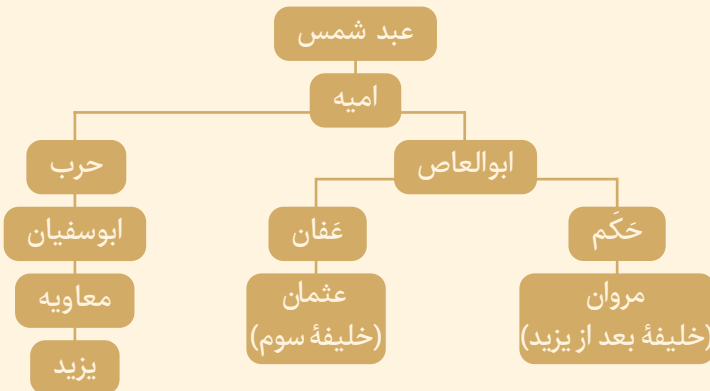 عبد شمس
امیه
ابوالعاص
حرب
حَکَم
عَفان
ابوسفیان
مروان
(خلیفهٔ بعد از یزید)
عثمان
(خلیفهٔ سوم)
معاویه
یزید